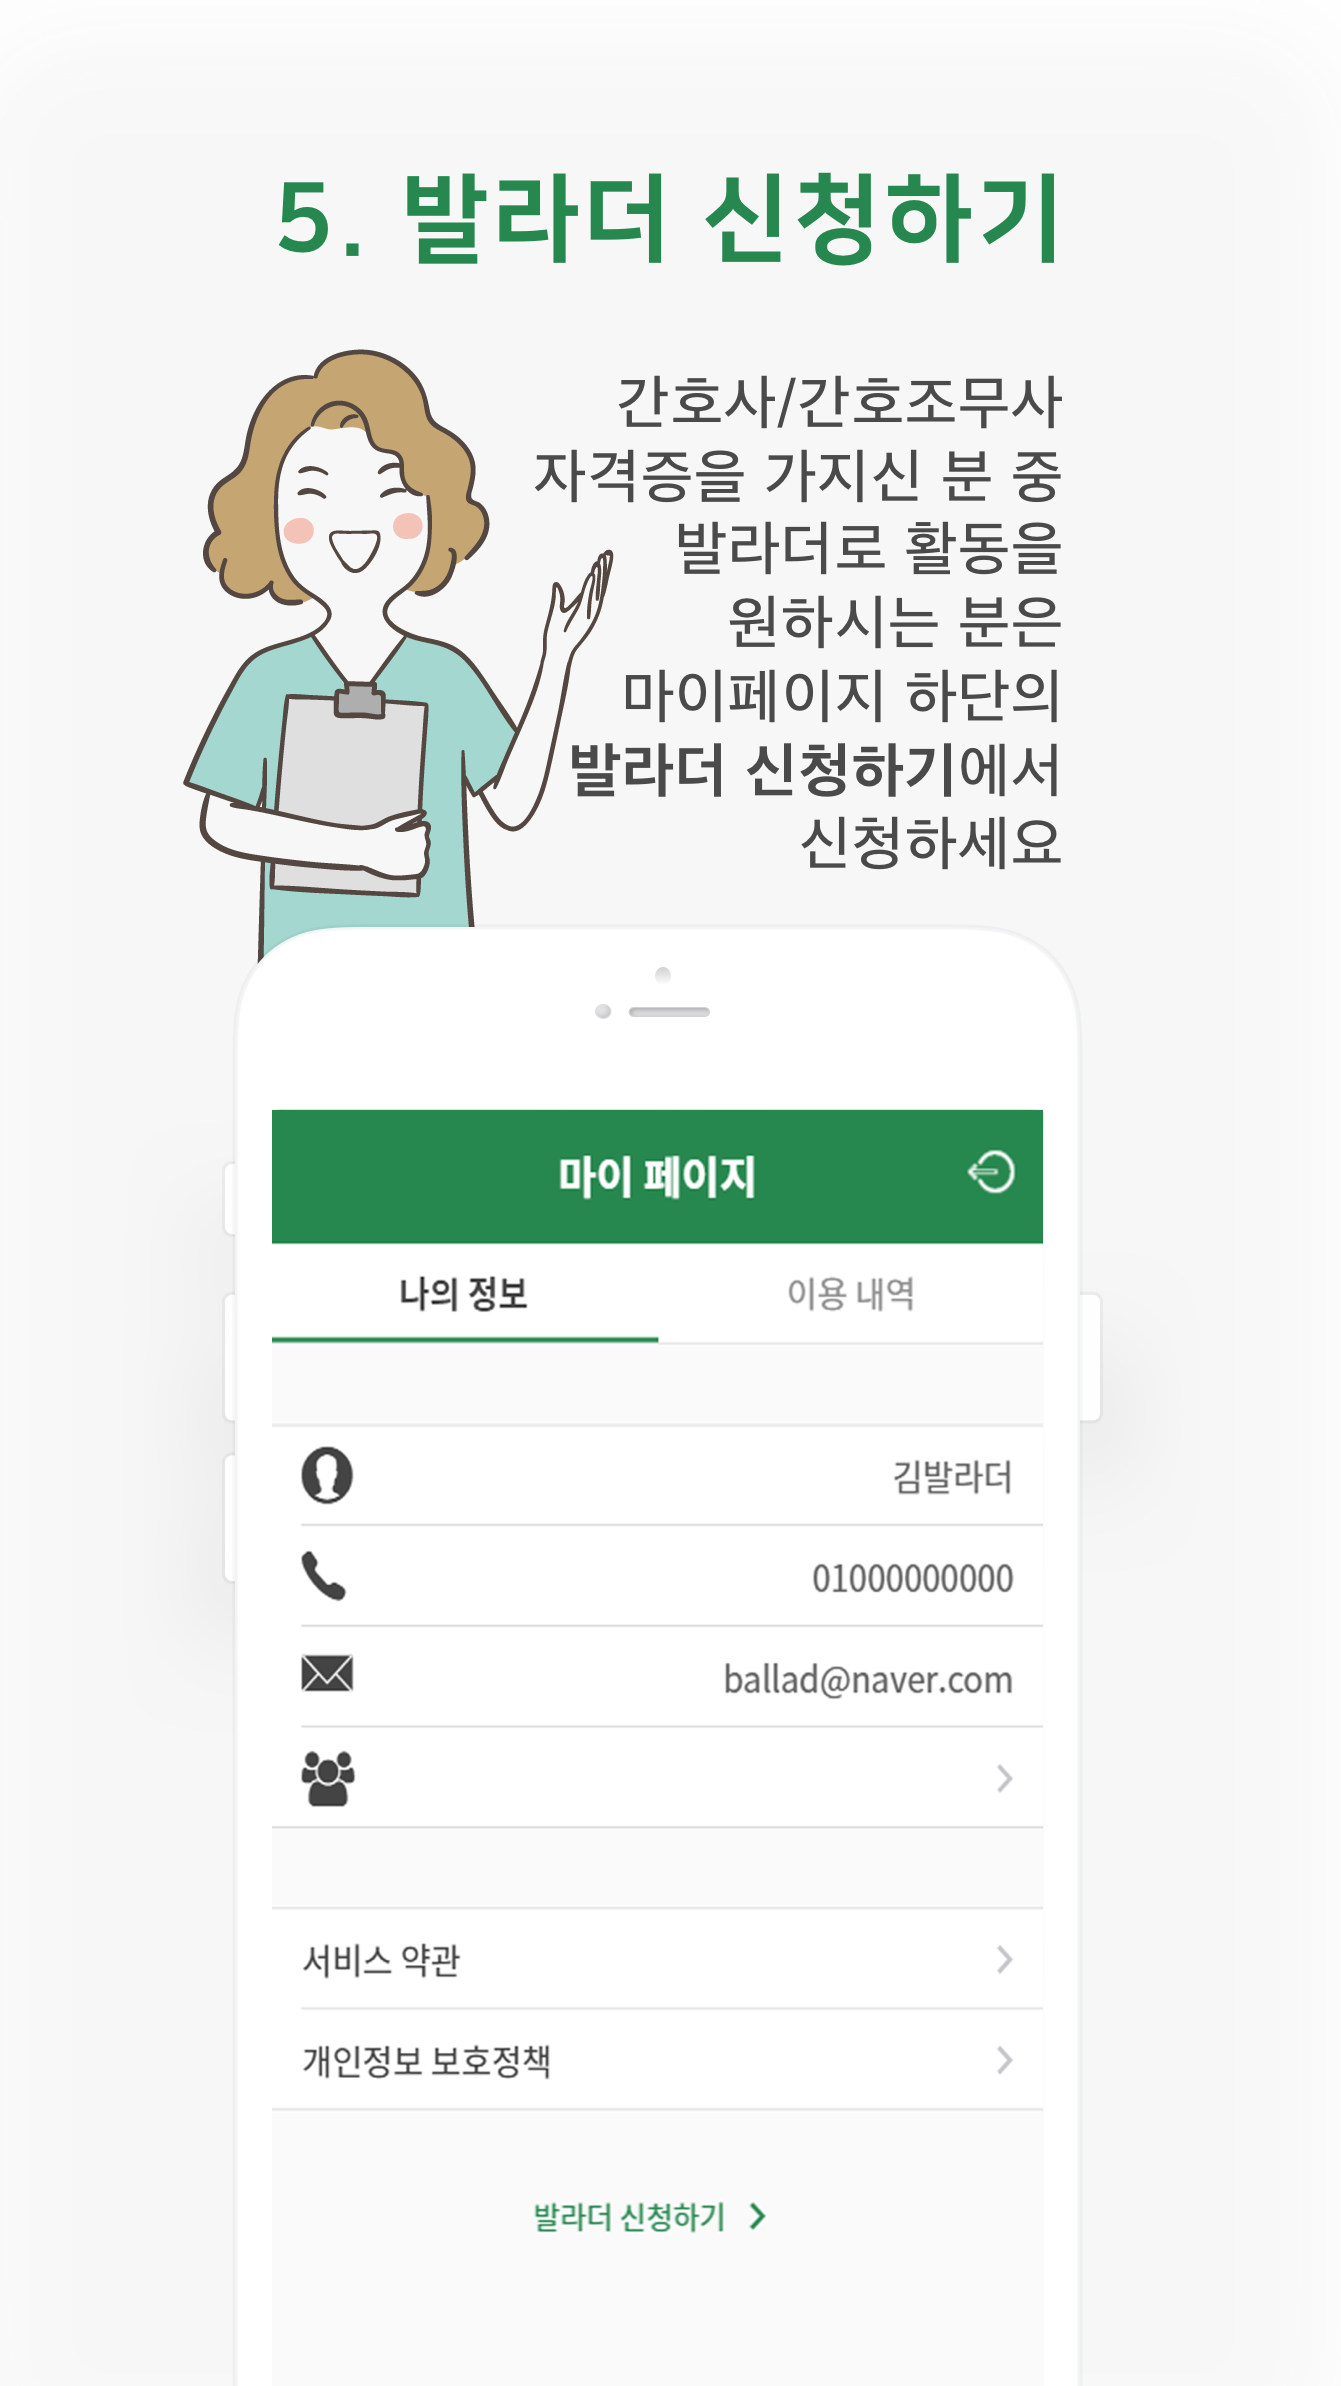 5. 발라더 신청하기
간호사/간호조무사
자격증을 가지신 분 중
발라더로 활동을
원하시는 분은
마이페이지 하단의
발라더 신청하기에서
신청하세요
마이 페이지
나의 정보
이용 내역
김발라더
01000000000
ballad@naver.com
서비스 약관
개인정보 보호정책
발라더 신청하기